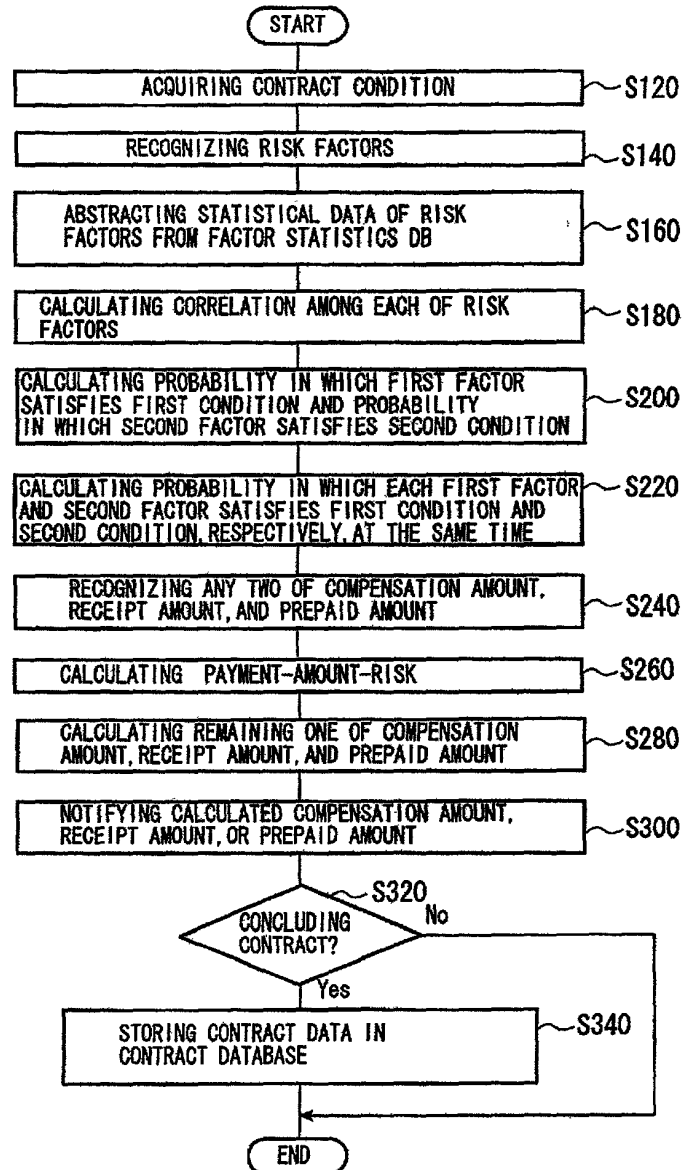 START
ACQUIRING CONTRACT CONDITION
S120
RECOGNIZING RISK FACTORS
S140
ABSTRACTING STATISTICAL DATA OF RISK
FACTORS FROM FACTOR STATISTICS DB
S160
CALCULATING CORRELATION AMONG EACH OF RISK
FACTORS
S180
CALCULATING PROBABILITY IN WHICH FIRST FACTOR
SATISFIES FIRST CONDITION AND PROBABILITY
IN WHICH SECOND FACTOR SATISFIES SECOND CONDITION
S200
CALCULATING PROBABILITY IN WHICH EACH FIRST FACTOR
AND SECOND FACTOR SATISFIES FIRST CONDITION AND
SECOND CONDITION, RESPECTIVELY, AT THE SAME TIME
S220
RECOGNIZING ANY TWO OF COMPENSATION AMOUNT,
RECEIPT AMOUNT, AND PREPAID AMOUNT
S240
CALCULATING PAYMENT-AMOUNT-RISK
S260
CALCULATING REMAINING ONE OF COMPENSATION
AMOUNT, RECEIPT AMOUNT, AND PREPAID AMOUNT
S280
NOTIFYING CALCULATED COMPENSATION AMOUNT,
RECEIPT AMOUNT, OR PREPAID AMOUNT
S300
S320
CONCLUDING
CONTRACT?
No
Yes
STORING CONTRACT DATA IN
CONTRACT DATABASE
S340
END